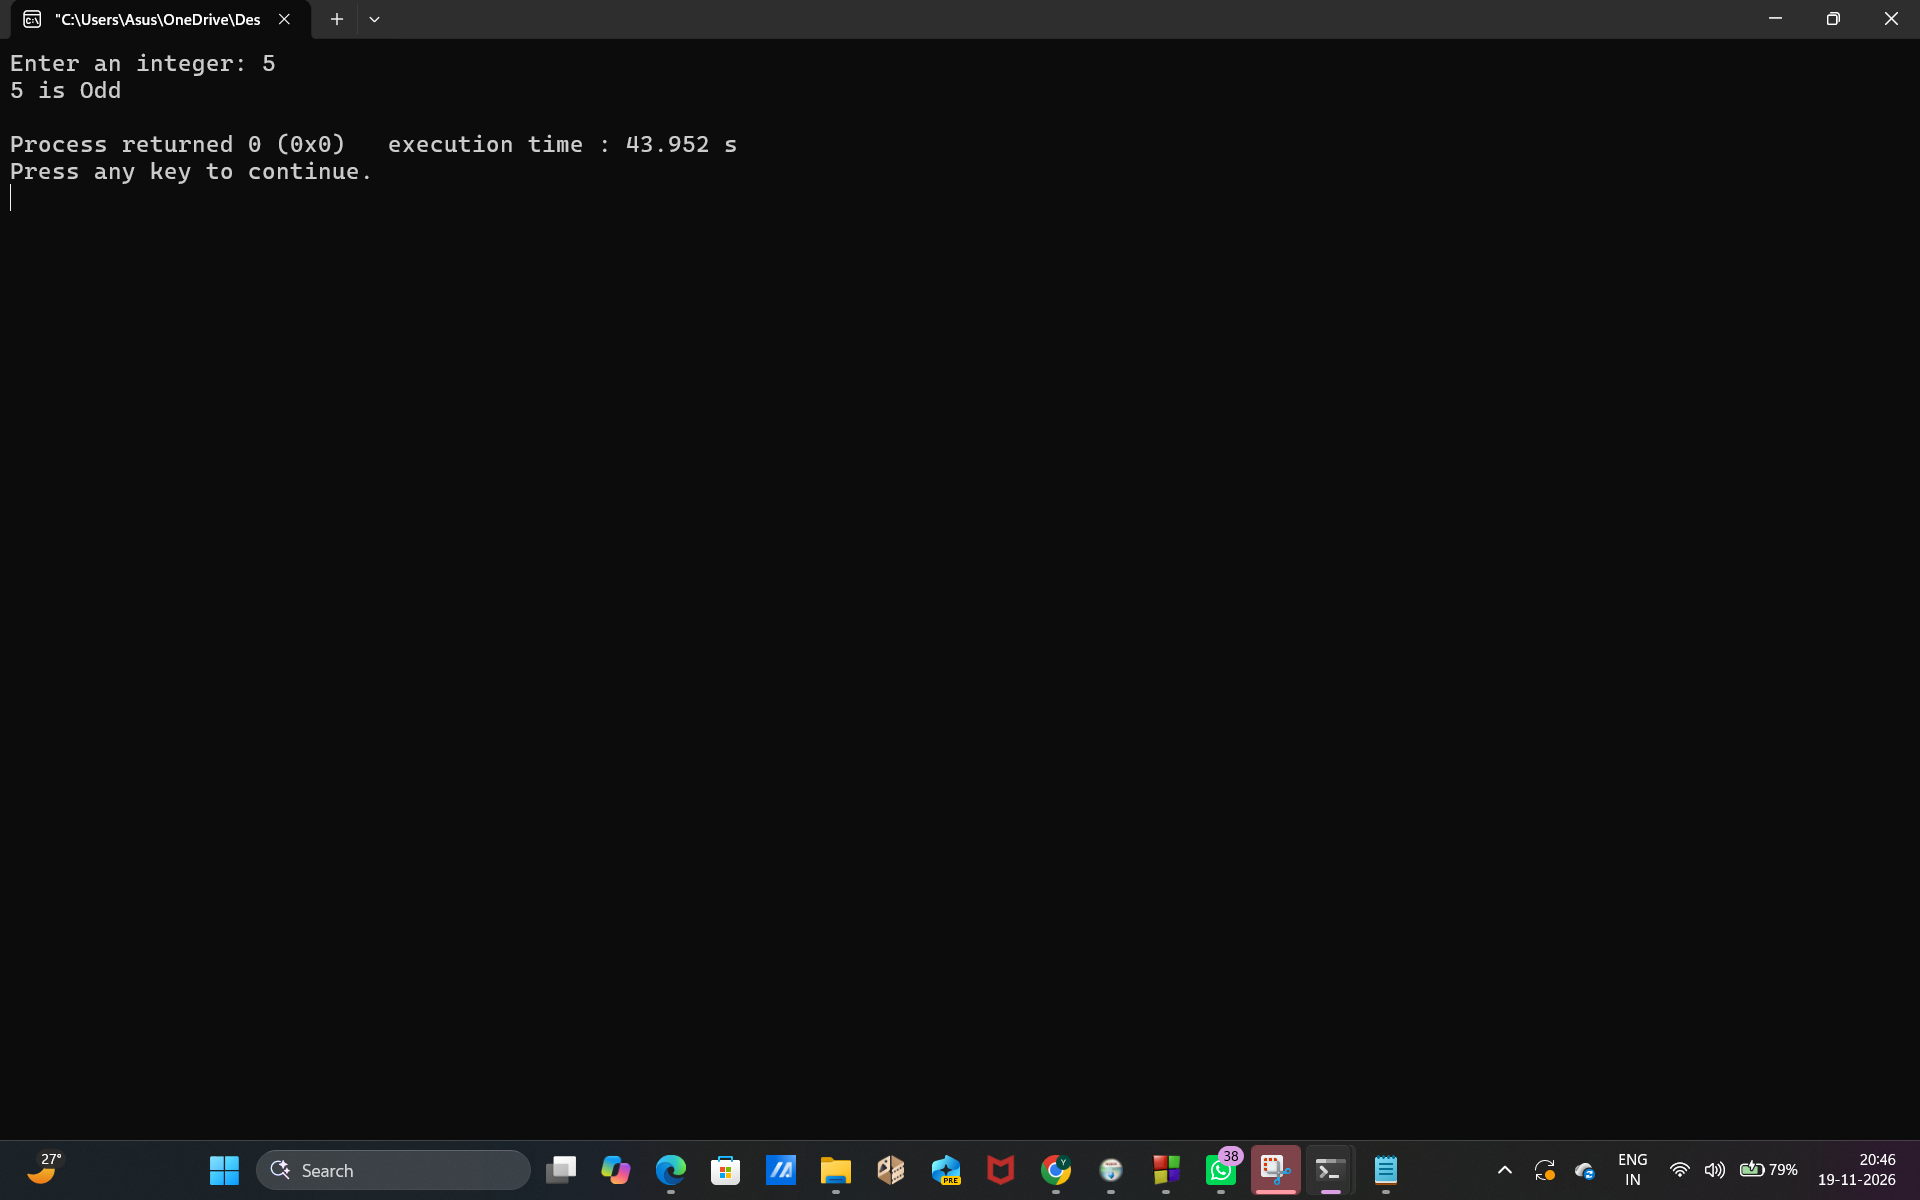 "C:\Users\Asus\OneDrive\Des
Enter an integer: 5
5 is Odd
Process returned 0 (0x0)   execution time : 43.952 s
Press any key to continue.
27°
Search
PRE
Y
38
ENG
IN
79%
20:46
19-11-2026